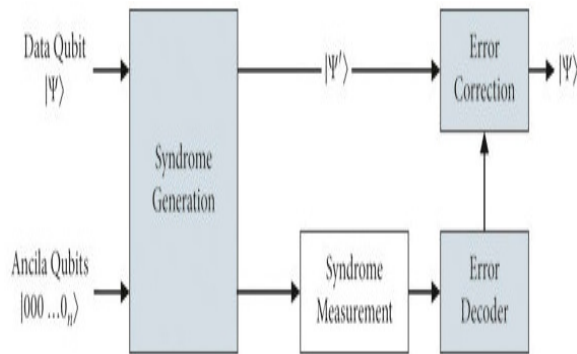 Data Qubit
|Ψ⟩
Syndrome
Generation
|Ψ'⟩
Error
Correction
|Ψ⟩
Ancila Qubits
|000 ...0ₙ⟩
Syndrome
Measurement
Error
Decoder